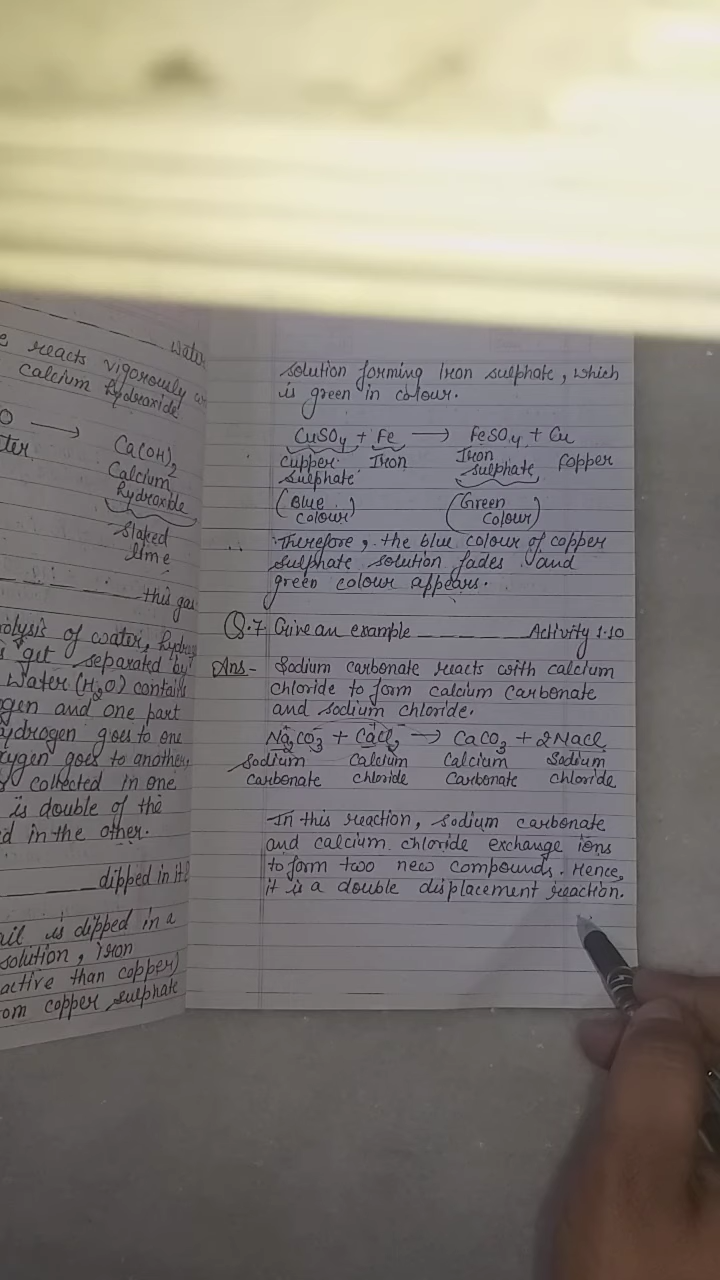 Water
reacts vigorously
calcium hydroxide
O ⟶ Ca(OH)₂
Calcium
hydroxide
slaked
lime
this gas
of water,
get separated by
Water (H₂O) contains
and one part
goes to one
goes to another,
collected in one
is double of the
in the other.
dipped in
is dipped in a
solution, iron
active than copper)
copper sulphate
solution forming Iron sulphate, which
is green in colour.
CuSO₄ + Fe ⟶ FeSO₄ + Cu
Cupper Iron Iron Copper
sulphate sulphate
(Blue (Green
colour) Colour)
∴ Therefore, the blue colour of copper
sulphate solution fades and
green colour appears.
Q.7 Give an example ________ Activity 1.10
Ans- Sodium carbonate reacts with calcium
chloride to form calcium carbonate
and sodium chloride.
Na₂CO₃ + CaCl₂ ⟶ CaCO₃ + 2NaCl
Sodium Calcium Calcium Sodium
carbonate chloride Carbonate chloride
In this reaction, sodium carbonate
and calcium chloride exchange ions
to form two new compounds. Hence,
it is a double displacement reaction.